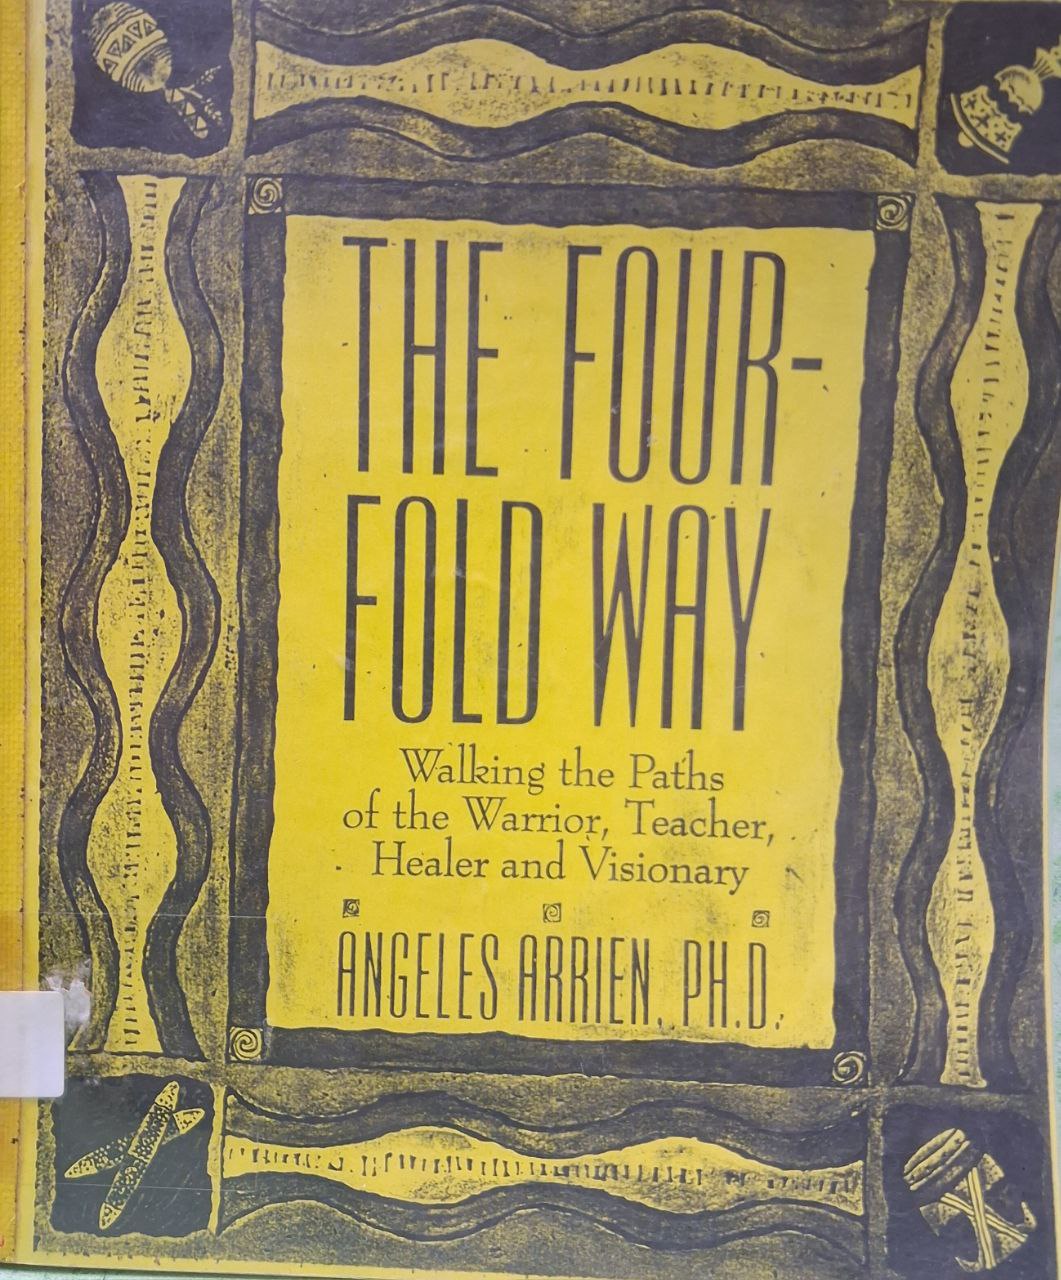 THE FOUR-
FOLD WAY
Walking the Paths
of the Warrior, Teacher,
Healer and Visionary
ANGELES ARRIEN, PH.D.